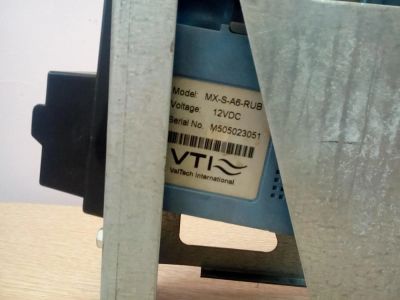 Model: MX-S-A6-RUB
Voltage: 12VDC
Serial No. M505023051
VTI
ValTech International